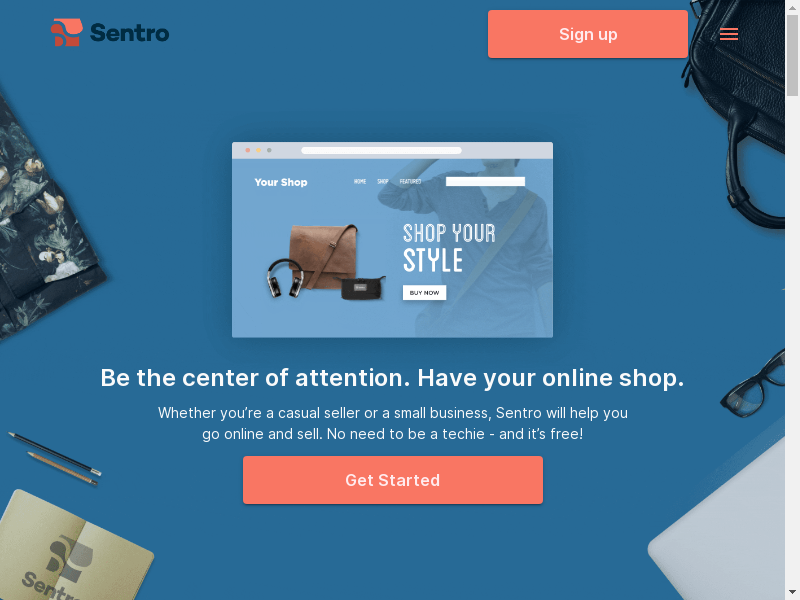 Sentro
Sign up
Your Shop
HOME SHOP FEATURED
SHOP YOUR
STYLE
BUY NOW
Be the center of attention. Have your online shop.
Whether you’re a casual seller or a small business, Sentro will help you
go online and sell. No need to be a techie - and it’s free!
Get Started
Sentro